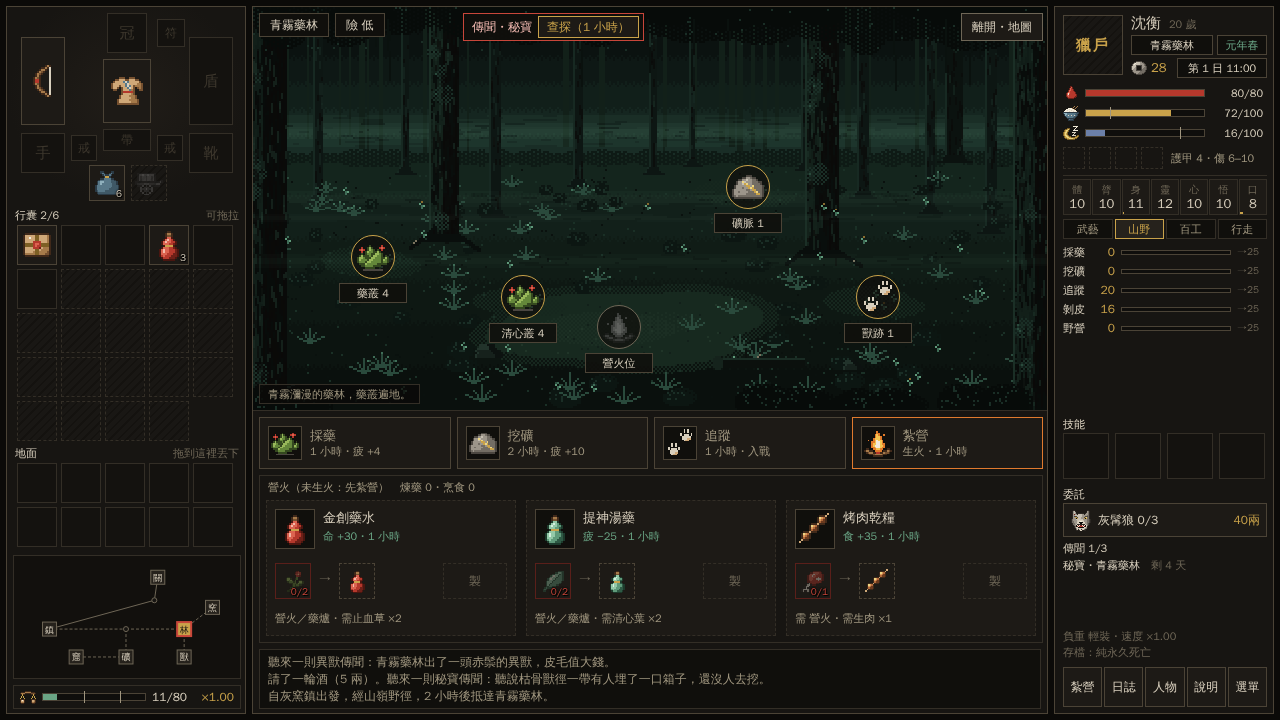 冠
符
盾
手
戒
帶
戒
靴
6
行囊 2/6
可拖拉
3
地面
拖到這裡丟下
關
窯
鎮
林
窟
礦
獸
11/80
×1.00
青霧藥林
險 低
傳聞·秘寶
查探（1 小時）
離開·地圖
礦脈 1
藥叢 4
清心叢 4
獸跡 1
營火位
青霧瀰漫的藥林，藥叢遍地。
採藥
1 小時·疲 +4
挖礦
2 小時·疲 +10
追蹤
1 小時·入戰
紮營
生火·1 小時
營火（未生火：先紮營） 煉藥 0·烹食 0
金創藥水
命 +30·1 小時
0/2
→
製
營火／藥爐·需止血草 ×2
提神湯藥
疲 −25·1 小時
0/2
→
製
營火／藥爐·需清心葉 ×2
烤肉乾糧
食 +35·1 小時
0/1
→
製
需 營火·需生肉 ×1
聽來一則異獸傳聞：青霧藥林出了一頭赤鬃的異獸，皮毛值大錢。
請了一輪酒（5 兩）。聽來一則秘寶傳聞：聽說枯骨獸徑一帶有人埋了一口箱子，還沒人去挖。
自灰窯鎮出發，經山嶺野徑，2 小時後抵達青霧藥林。
獵戶
沈衡 20 歲
青霧藥林
元年春
28
第 1 日 11:00
80/80
72/100
16/100
護甲 4·傷 6–10
體 臂 身 靈 心 悟 口
10 10 11 12 10 10 8
武藝
山野
百工
行走
採藥 0 →25
挖礦 0 →25
追蹤 20 →25
剝皮 16 →25
野營 0 →25
技能
委託
灰髯狼 0/3
40兩
傳聞 1/3
秘寶·青霧藥林 剩 4 天
負重 輕裝·速度 ×1.00
存檔：純永久死亡
紮營
日誌
人物
說明
選單